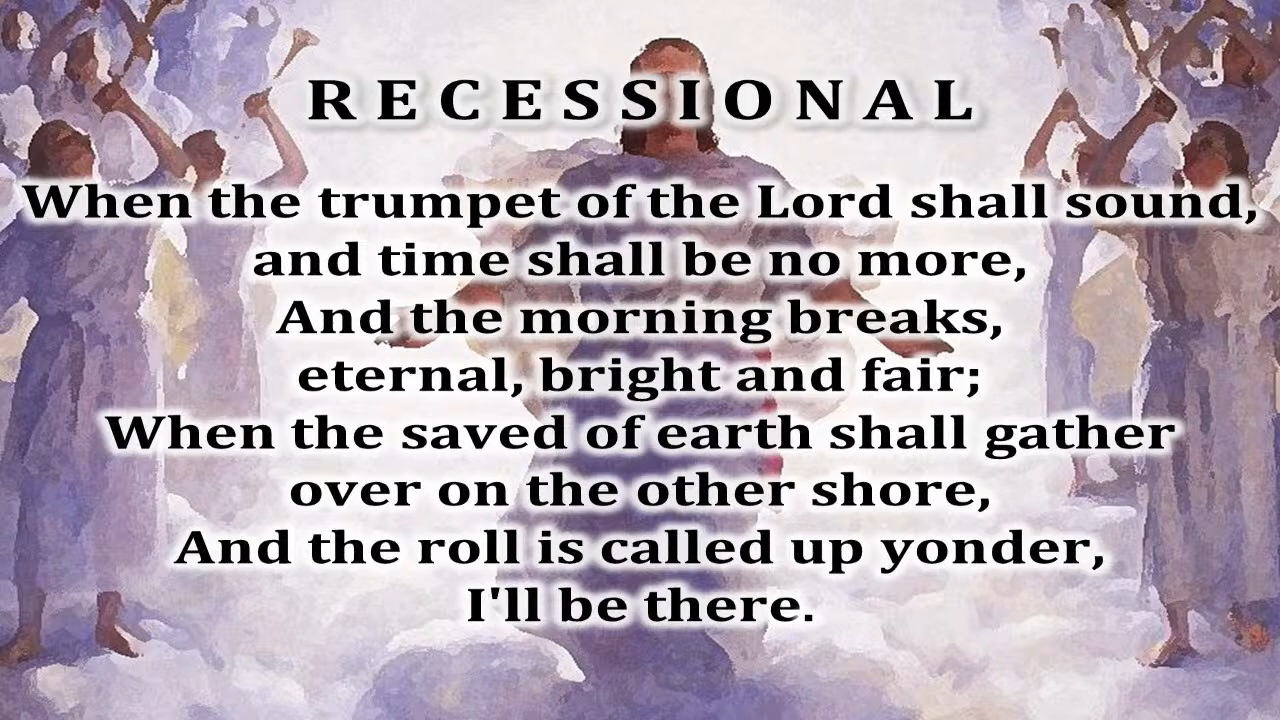 RECESSIONAL
When the trumpet of the Lord shall sound,
and time shall be no more,
And the morning breaks,
eternal, bright and fair;
When the saved of earth shall gather
over on the other shore,
And the roll is called up yonder,
I'll be there.